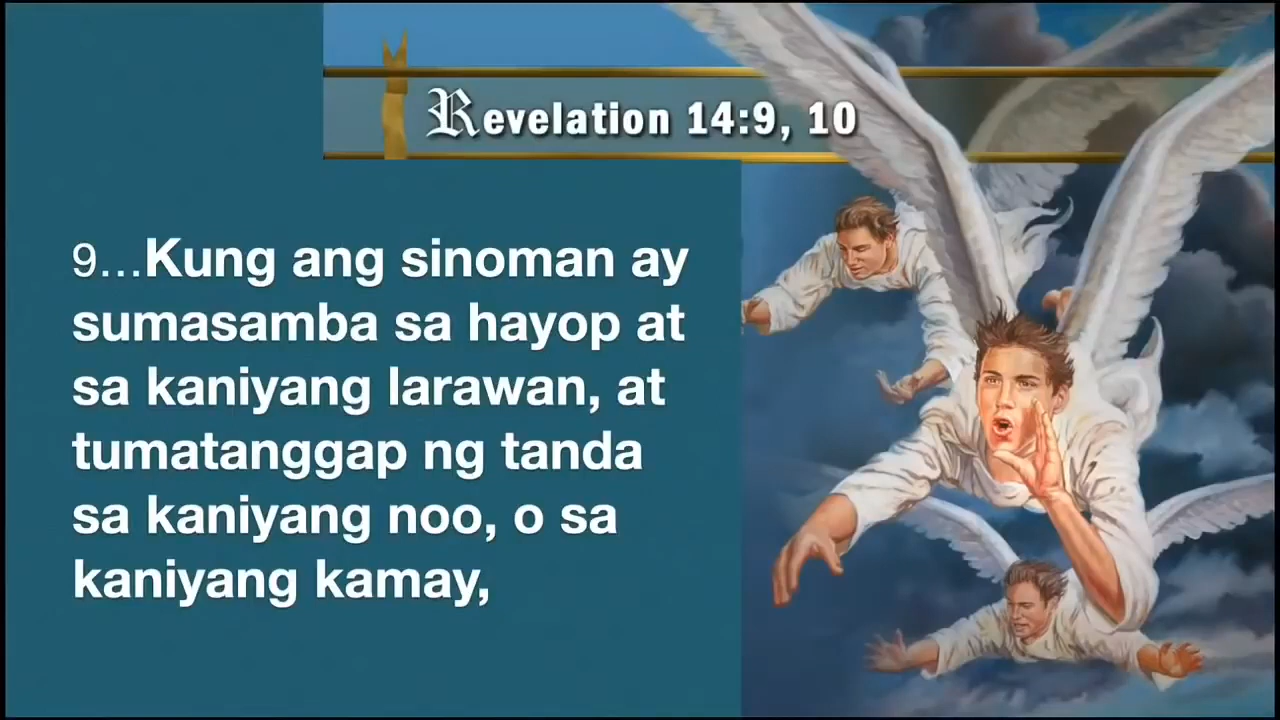 Revelation 14:9, 10
9...Kung ang sinoman ay
sumasamba sa hayop at
sa kaniyang larawan, at
tumatanggap ng tanda
sa kaniyang noo, o sa
kaniyang kamay,